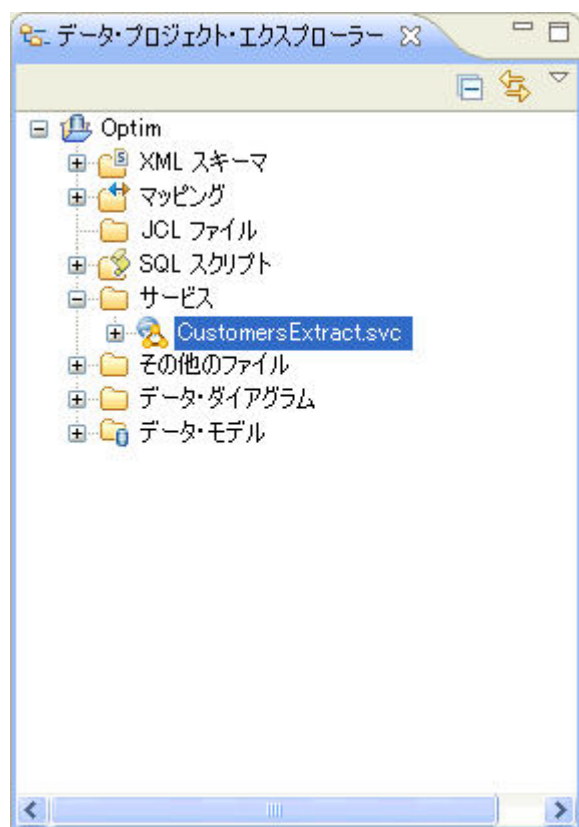 データ・プロジェクト・エクスプローラー
Optim
XML スキーマ
マッピング
JCL ファイル
SQL スクリプト
サービス
CustomersExtract.svc
その他のファイル
データ・ダイアグラム
データ・モデル